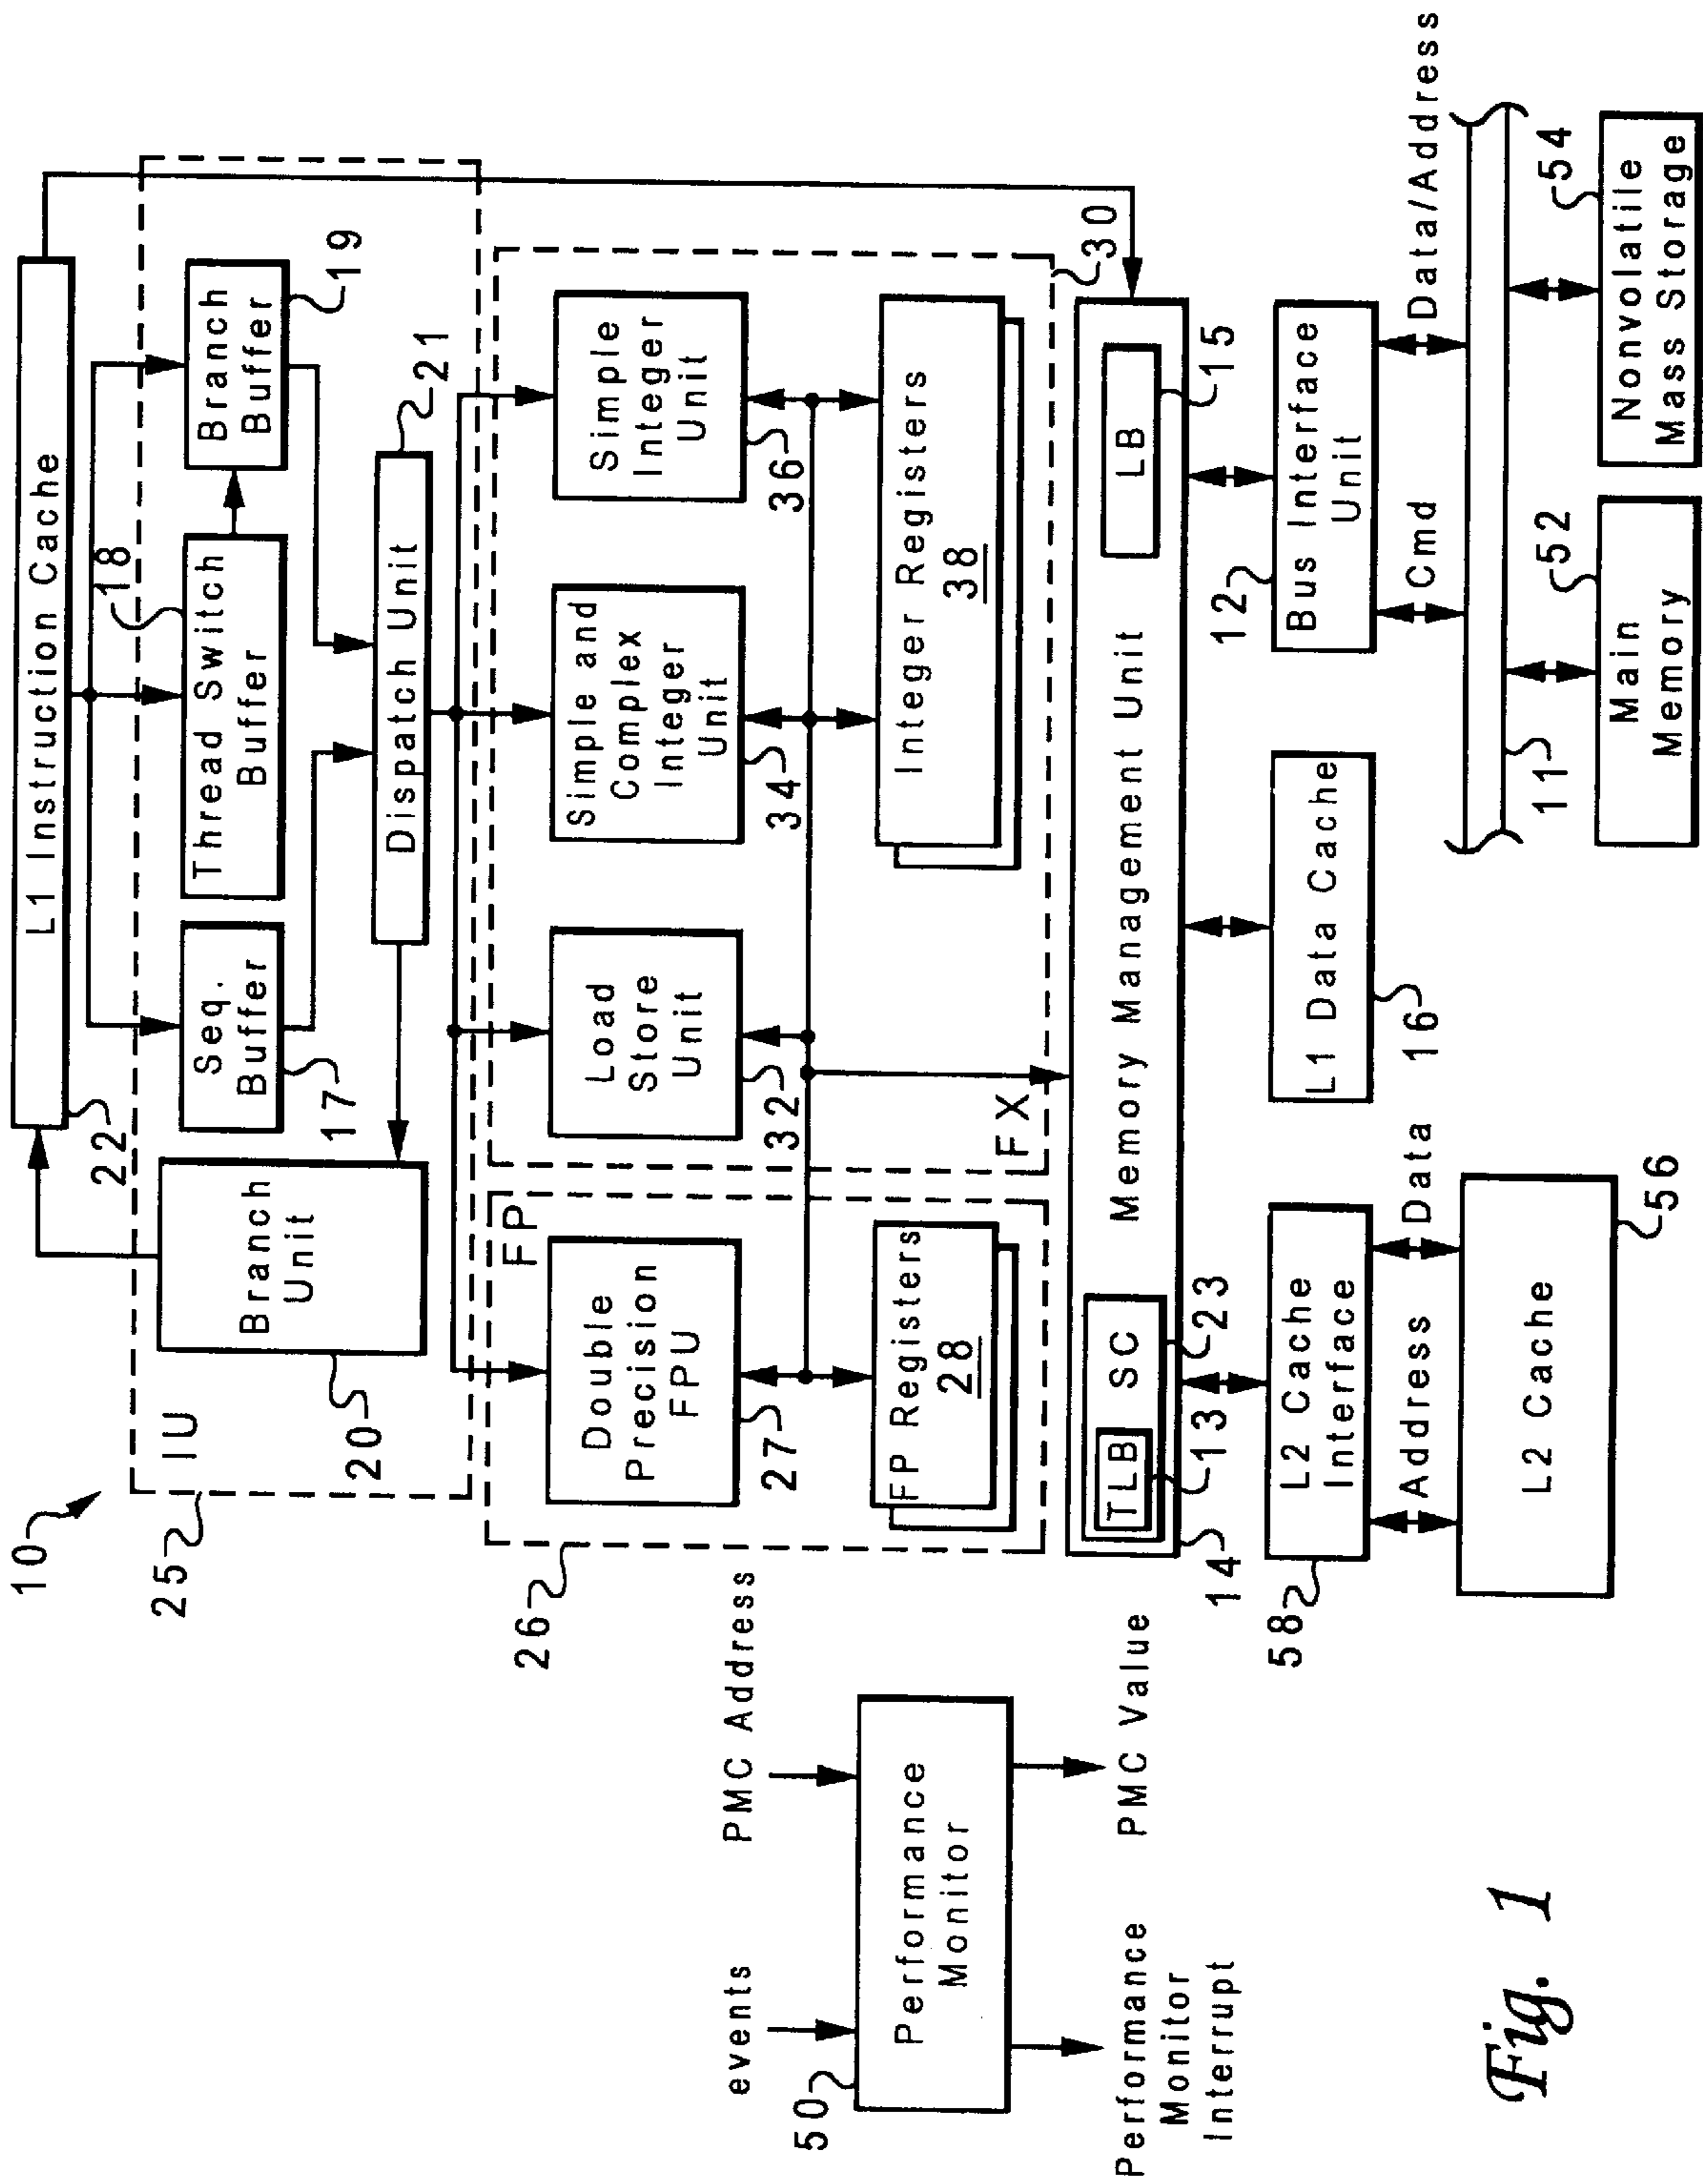 10
L1 Instruction Cache
22
25
IU
18
Branch
Unit
20
Seq.
Buffer
17
Thread Switch
Buffer
Branch
Buffer
19
Dispatch Unit
21
26
FP
Double
Precision
FPU
27
Load
Store
Unit
32
Simple and
Complex
Integer
Unit
34
Simple
Integer
Unit
36
FP Registers
28
FX
Integer Registers
38
30
events
PMC Address
50
Performance
Monitor
Performance
Monitor
Interrupt
PMC Value
TLB
SC
Memory Management Unit
LB
14
13
23
15
58
L2 Cache
Interface
L1 Data Cache
16
12
Bus Interface
Unit
Address
Data
Cmd
Data/Address
L2 Cache
56
11
52
54
Main
Memory
Nonvolatile
Mass Storage
Fig. 1